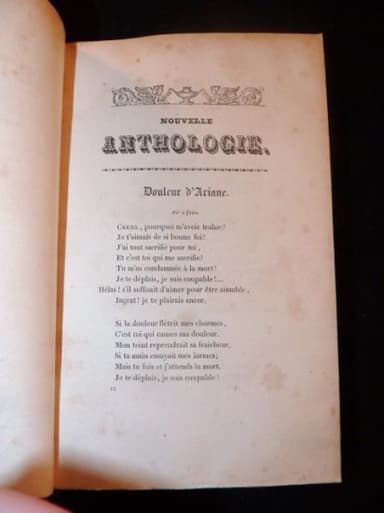 NOUVELLE
ANTHOLOGIE.
Douleur d'Ariane.
Air à faire.
CRUEL, pourquoi m'avoir trahie?
Je t'aimais de si bonne foi!
J'ai tout sacrifié pour toi,
Et c'est toi qui me sacrifie!
Tu m'as condamnée à la mort!
Je te déplais, je suis coupable!...
Hélas! s'il suffisait d'aimer pour être aimable,
Ingrat! je te plairais encor.
Si la douleur flétrit mes charmes,
C'est toi qui causes ma douleur.
Mon teint reprendrait sa fraîcheur,
Si ta main essuyait mes larmes;
Mais tu fuis et j'attends la mort.
Je te déplais, je suis coupable!